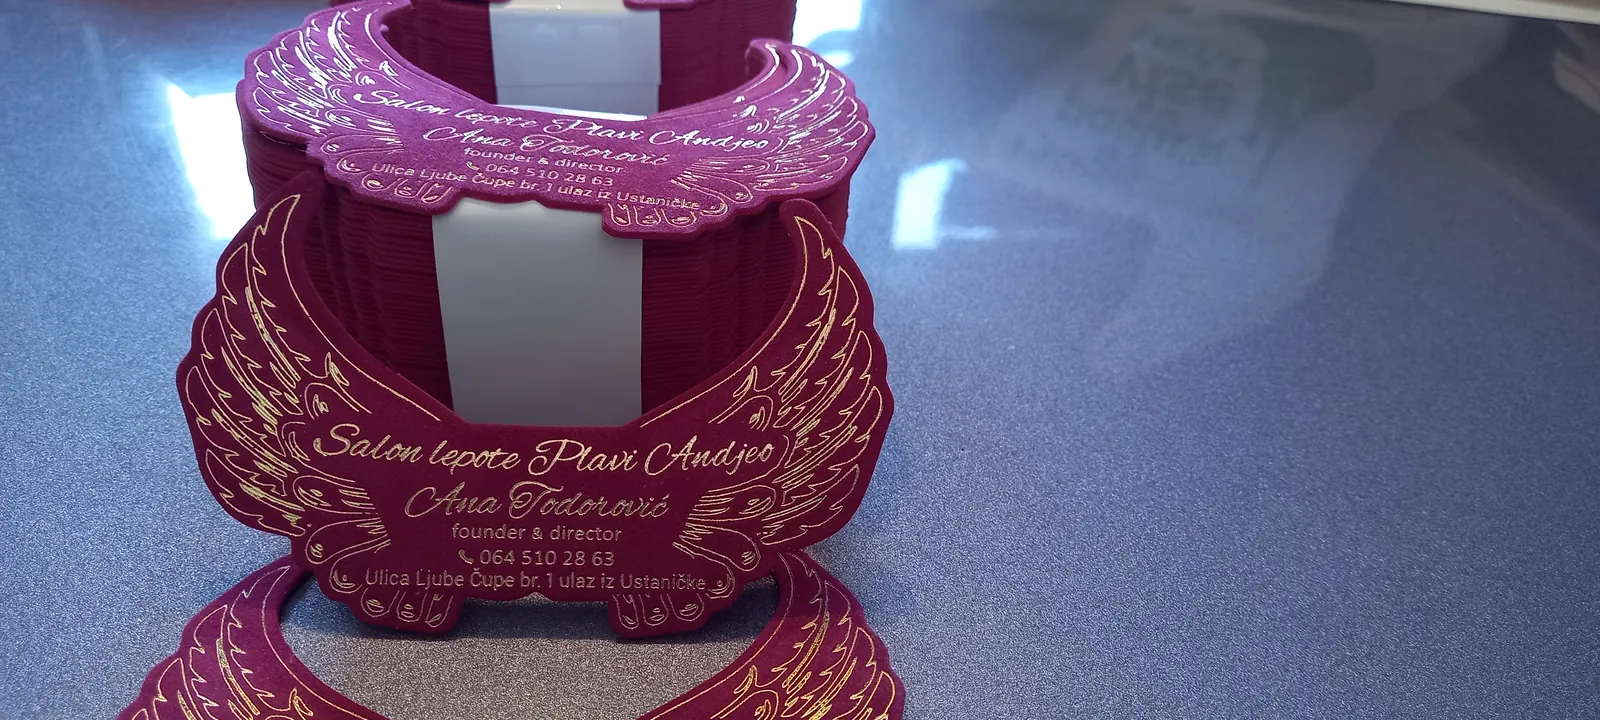 Salon lepote Plavi Andjeo
Ana Todorović
founder & director
064 510 28 63
Ulica Ljube Čupe br. 1 ulaz iz Ustaničke
Salon lepote Plavi Andjeo
Ana Todorović
founder & director
064 510 28 63
Ulica Ljube Čupe br. 1 ulaz iz Ustaničke